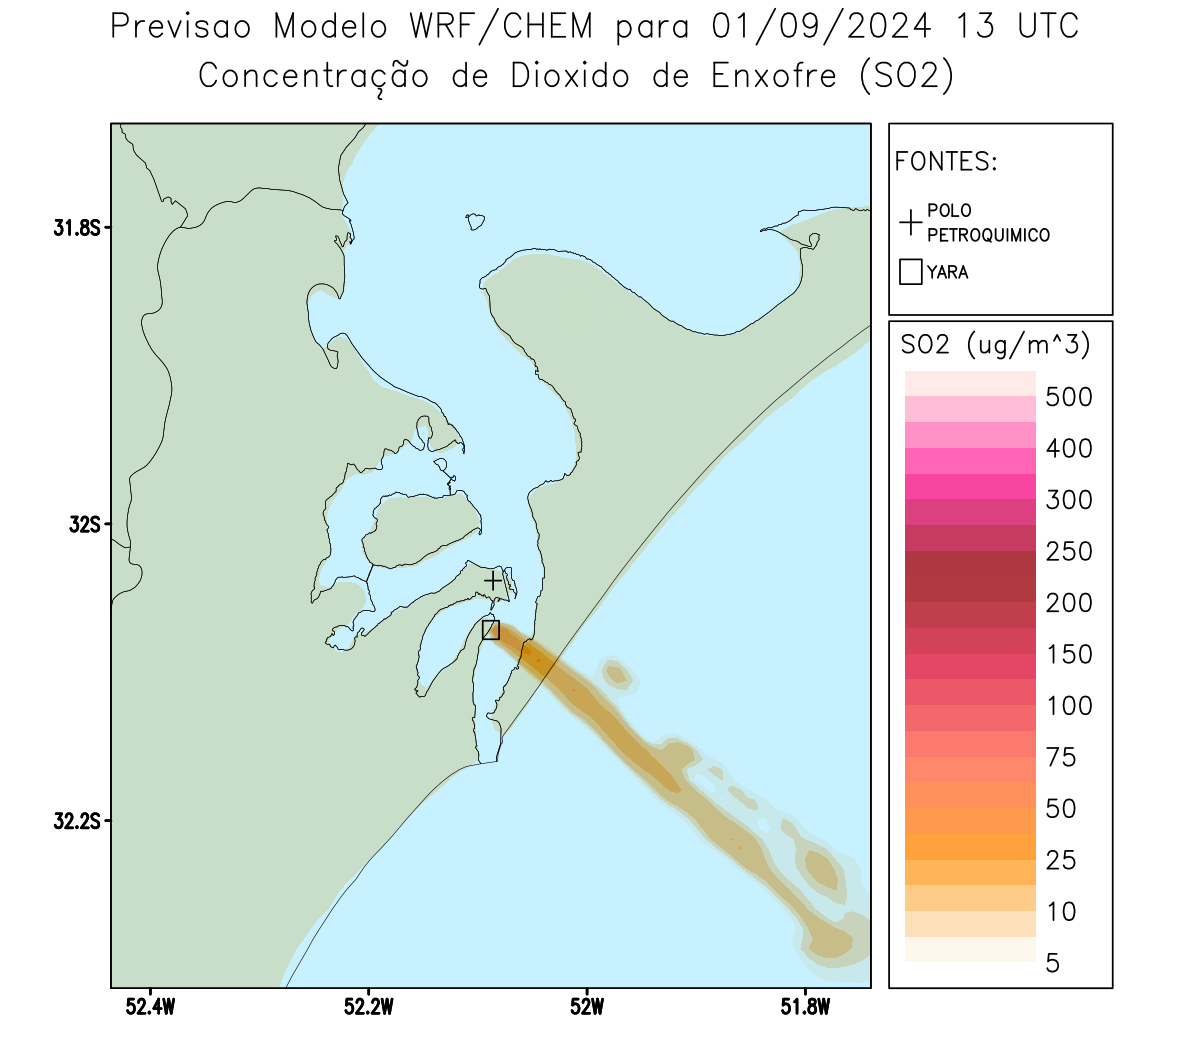 Previsao Modelo WRF/CHEM para 01/09/2024 13 UTC
Concentração de Dioxido de Enxofre (SO2)
FONTES:
POLO
PETROQUIMICO
YARA
SO2 (ug/m^3)
500
400
300
250
200
150
100
75
50
25
10
5
31.8S
32S
32.2S
52.4W
52.2W
52W
51.8W